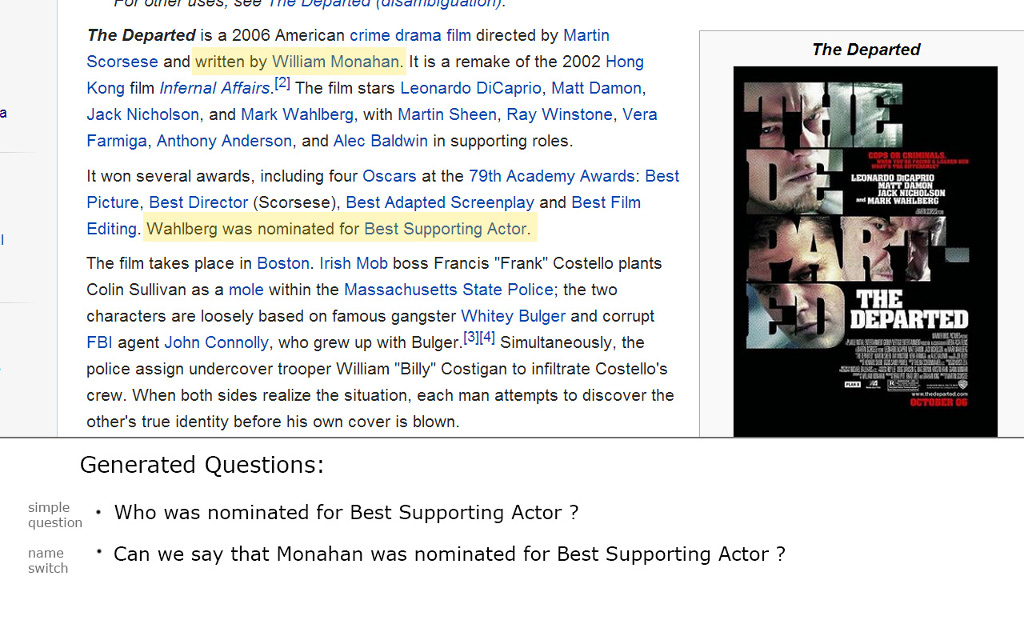 For other uses, see The Departed (disambiguation).
The Departed is a 2006 American crime drama film directed by Martin
Scorsese and written by William Monahan. It is a remake of the 2002 Hong
Kong film Infernal Affairs.[2] The film stars Leonardo DiCaprio, Matt Damon,
Jack Nicholson, and Mark Wahlberg, with Martin Sheen, Ray Winstone, Vera
Farmiga, Anthony Anderson, and Alec Baldwin in supporting roles.
It won several awards, including four Oscars at the 79th Academy Awards: Best
Picture, Best Director (Scorsese), Best Adapted Screenplay and Best Film
Editing. Wahlberg was nominated for Best Supporting Actor.
The film takes place in Boston. Irish Mob boss Francis "Frank" Costello plants
Colin Sullivan as a mole within the Massachusetts State Police; the two
characters are loosely based on famous gangster Whitey Bulger and corrupt
FBI agent John Connolly, who grew up with Bulger.[3][4] Simultaneously, the
police assign undercover trooper William "Billy" Costigan to infiltrate Costello's
crew. When both sides realize the situation, each man attempts to discover the
other's true identity before his own cover is blown.
The Departed
THE
DE
PART-
ED
COPS OR CRIMINALS.
WHEN YOU'RE FACING A LOADED GUN
WHAT'S THE DIFFERENCE?
LEONARDO DiCAPRIO
MATT DAMON
JACK NICHOLSON
and MARK WAHLBERG
THE
DEPARTED
www.thedeparted.com
OCTOBER 06
Generated Questions:
simple
question
• Who was nominated for Best Supporting Actor ?
name
switch
• Can we say that Monahan was nominated for Best Supporting Actor ?